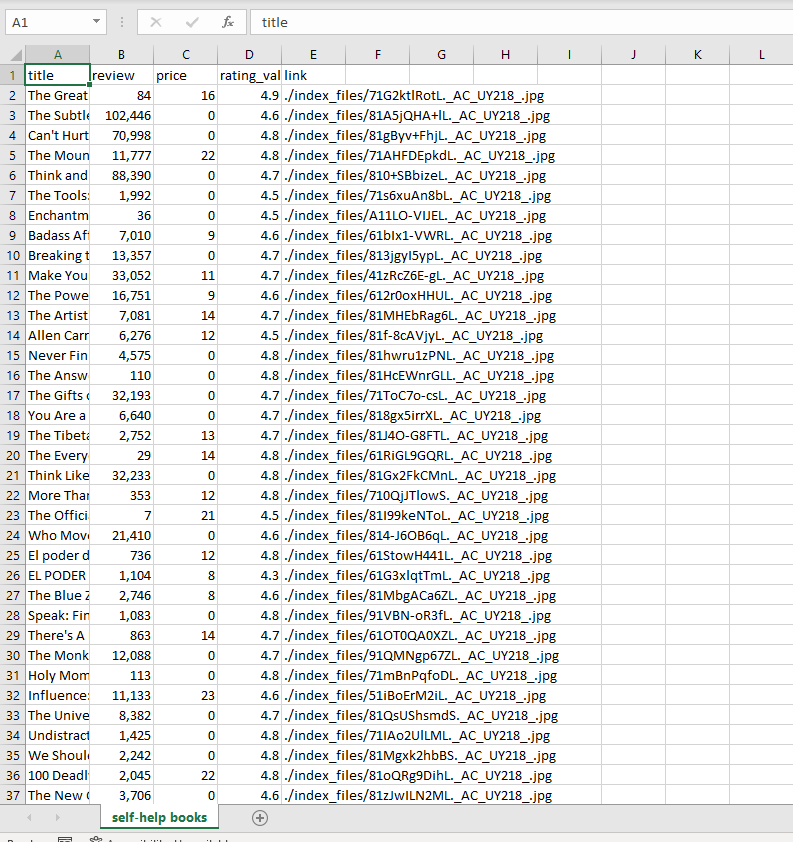 A1 fx title
A B C D E F G H I J K L
1 title review price rating_val link
2 The Great 84 16 4.9 ./index_files/71G2ktlRotL._AC_UY218_.jpg
3 The Subtle 102,446 0 4.6 ./index_files/81A5jQHA+lL._AC_UY218_.jpg
4 Can't Hurt 70,998 0 4.8 ./index_files/81gByv+FhjL._AC_UY218_.jpg
5 The Moun 11,777 22 4.8 ./index_files/71AHFDEpkdL._AC_UY218_.jpg
6 Think and 88,390 0 4.7 ./index_files/810+SBbizeL._AC_UY218_.jpg
7 The Tools: 1,992 0 4.5 ./index_files/71s6xuAn8bL._AC_UY218_.jpg
8 Enchantm 36 0 4.5 ./index_files/A11LO-VIJEL._AC_UY218_.jpg
9 Badass Aff 7,010 9 4.6 ./index_files/61bIx1-VWRL._AC_UY218_.jpg
10 Breaking t 13,357 0 4.7 ./index_files/813jgyI5ypL._AC_UY218_.jpg
11 Make You 33,052 11 4.7 ./index_files/41zRcZ6E-gL._AC_UY218_.jpg
12 The Powe 16,751 9 4.6 ./index_files/612r0oxHHUL._AC_UY218_.jpg
13 The Artist 7,081 14 4.7 ./index_files/81MHEbRag6L._AC_UY218_.jpg
14 Allen Carr 6,276 12 4.5 ./index_files/81f-8cAVjyL._AC_UY218_.jpg
15 Never Fin 4,575 0 4.8 ./index_files/81hwru1zPNL._AC_UY218_.jpg
16 The Answ 110 0 4.8 ./index_files/81HcEWnrGLL._AC_UY218_.jpg
17 The Gifts o 32,193 0 4.7 ./index_files/71ToC7o-csL._AC_UY218_.jpg
18 You Are a 6,640 0 4.7 ./index_files/818gx5irrXL._AC_UY218_.jpg
19 The Tibeta 2,752 13 4.7 ./index_files/81J4O-G8FTL._AC_UY218_.jpg
20 The Every 29 14 4.8 ./index_files/61RiGL9GQRL._AC_UY218_.jpg
21 Think Like 32,233 0 4.8 ./index_files/81Gx2FkCMnL._AC_UY218_.jpg
22 More Than 353 12 4.8 ./index_files/710QjJTlowS._AC_UY218_.jpg
23 The Offici 7 21 4.5 ./index_files/81I99keNToL._AC_UY218_.jpg
24 Who Move 21,410 0 4.6 ./index_files/814-J6OB6qL._AC_UY218_.jpg
25 El poder d 736 12 4.8 ./index_files/61StowH441L._AC_UY218_.jpg
26 EL PODER 1,104 8 4.3 ./index_files/61G3xlqtTmL._AC_UY218_.jpg
27 The Blue Z 2,746 8 4.6 ./index_files/81MbgACa6ZL._AC_UY218_.jpg
28 Speak: Fin 1,083 0 4.8 ./index_files/91VBN-oR3fL._AC_UY218_.jpg
29 There's A 863 14 4.7 ./index_files/61OT0QA0XZL._AC_UY218_.jpg
30 The Monk 12,088 0 4.7 ./index_files/91QMNgp67ZL._AC_UY218_.jpg
31 Holy Mom 113 0 4.8 ./index_files/71mBnPqfoDL._AC_UY218_.jpg
32 Influence: 11,133 23 4.6 ./index_files/51iBoErM2iL._AC_UY218_.jpg
33 The Unive 8,382 0 4.7 ./index_files/81QsUShsmdS._AC_UY218_.jpg
34 Undistract 1,425 0 4.8 ./index_files/71IAo2UlLML._AC_UY218_.jpg
35 We Shoul 2,242 0 4.8 ./index_files/81Mgxk2hbBS._AC_UY218_.jpg
36 100 Deadl 2,045 22 4.8 ./index_files/81oQRg9DihL._AC_UY218_.jpg
37 The New 3,706 0 4.6 ./index_files/81zJwILN2ML._AC_UY218_.jpg
self-help books